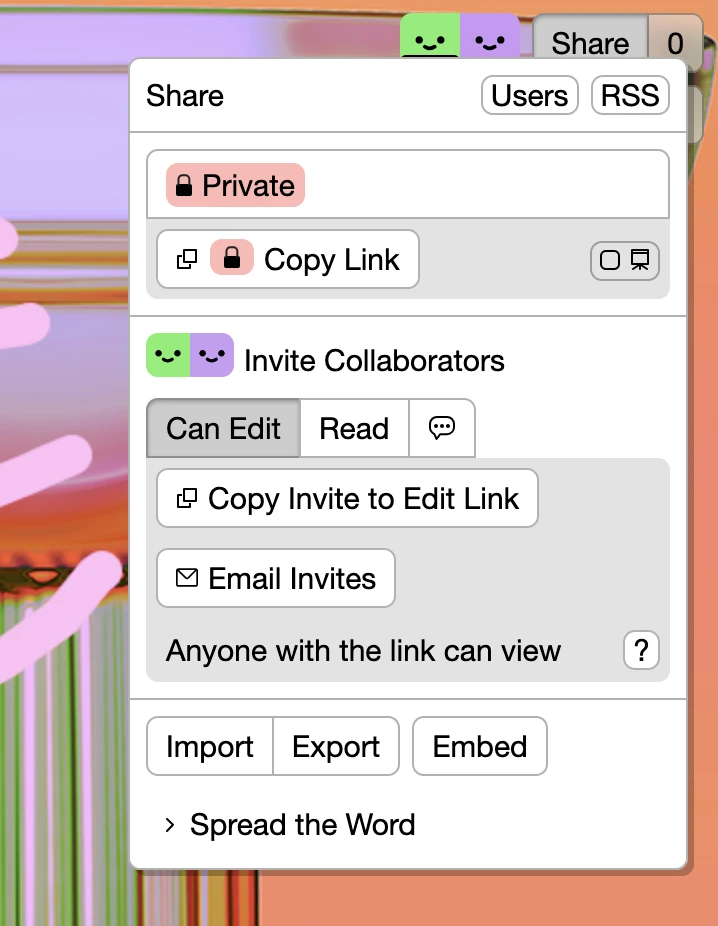 Share 0
Share Users RSS
Private
Copy Link
Invite Collaborators
Can Edit Read
Copy Invite to Edit Link
Email Invites
Anyone with the link can view ?
Import Export Embed
Spread the Word